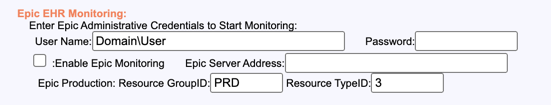 Epic EHR Monitoring:
Enter Epic Administrative Credentials to Start Monitoring:
User Name: Domain\User Password:
:Enable Epic Monitoring Epic Server Address:
Epic Production: Resource GroupID: PRD Resource TypeID: 3